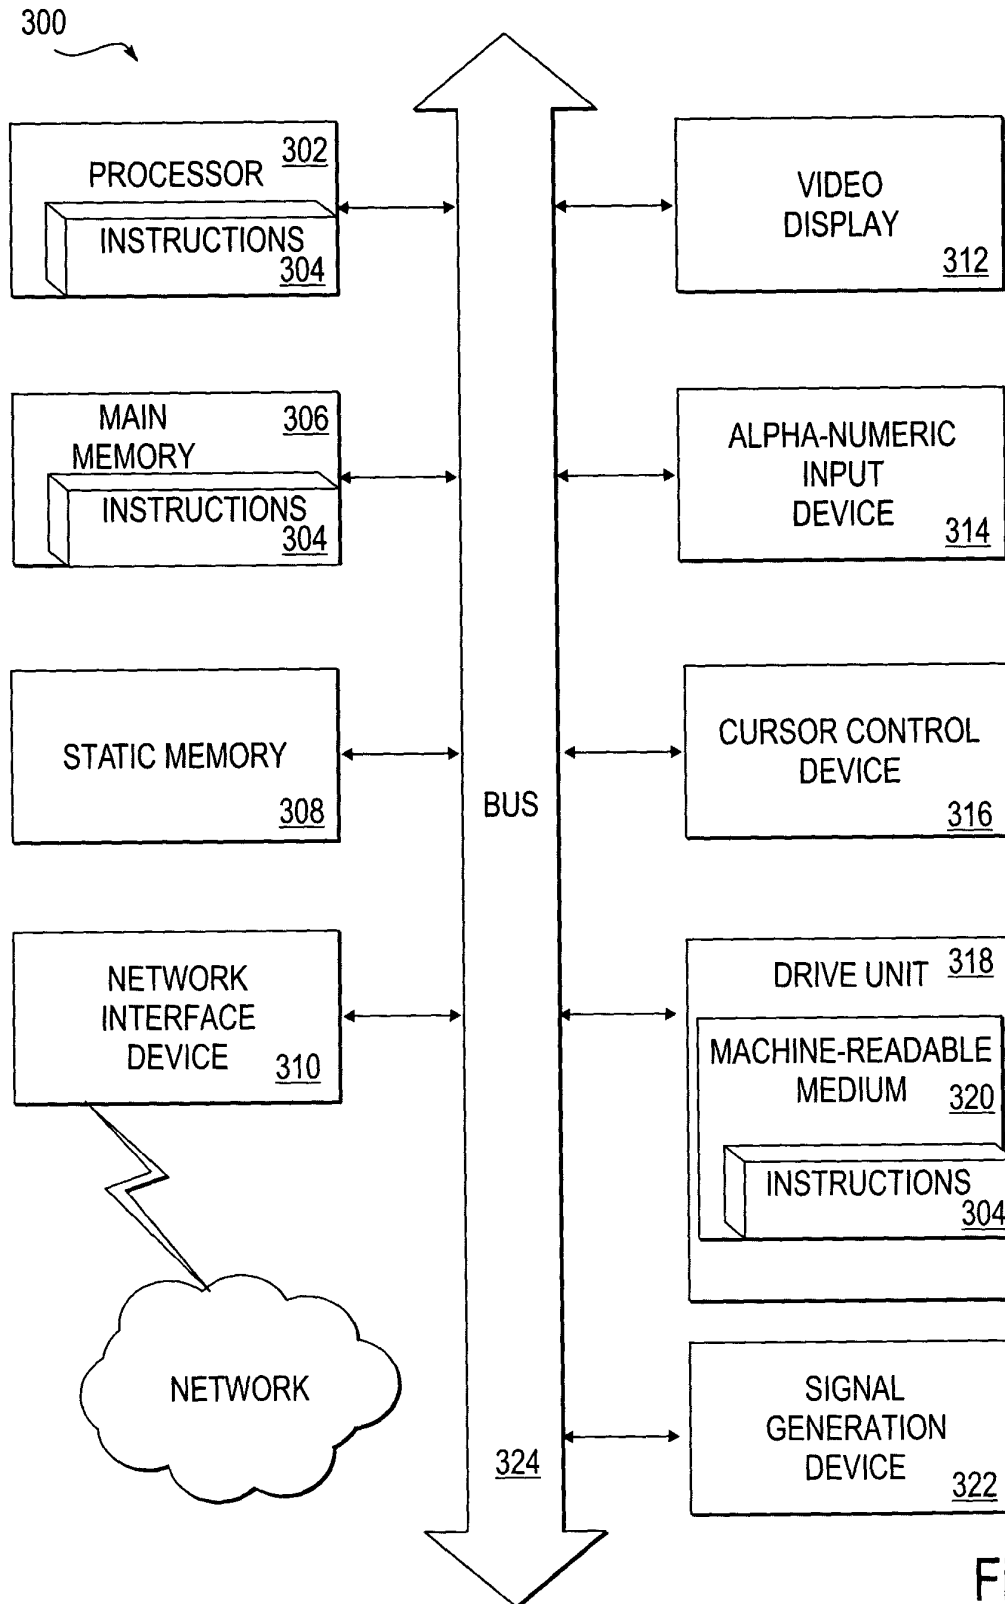 300
302
PROCESSOR
INSTRUCTIONS
304
MAIN
306
MEMORY
INSTRUCTIONS
304
STATIC MEMORY
308
NETWORK
INTERFACE
DEVICE
310
NETWORK
BUS
324
VIDEO
DISPLAY
312
ALPHA-NUMERIC
INPUT
DEVICE
314
CURSOR CONTROL
DEVICE
316
DRIVE UNIT 318
MACHINE-READABLE
MEDIUM
320
INSTRUCTIONS
304
SIGNAL
GENERATION
DEVICE
322